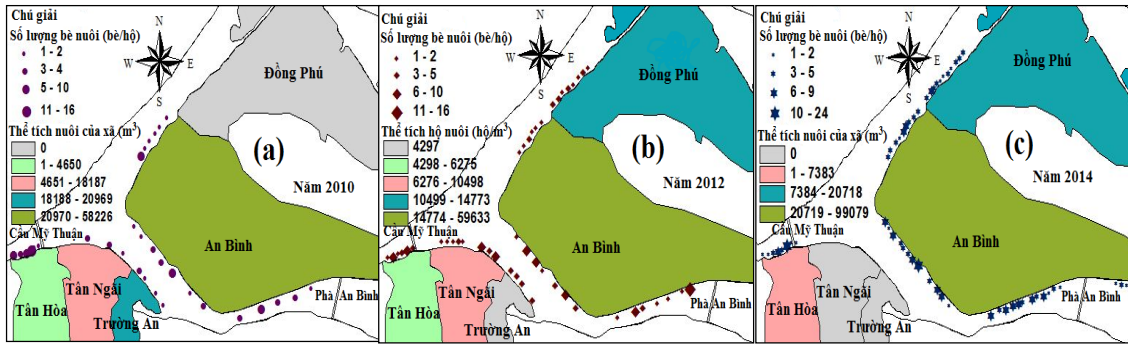 Chú giải
Số lượng bè nuôi (bè/hộ)
1 - 2
3 - 4
5 - 10
11 - 16
Thể tích nuôi của xã (m³)
0
1 - 4650
4651 - 18187
18188 - 20969
20970 - 58226
Cầu Mỹ Thuận
N
W
E
S
Đồng Phú
(a)
Năm 2010
An Bình
Tân Ngãi
Tân Hòa
Trường An
Phà An Bình
Chú giải
Số lượng bè nuôi (bè/hộ)
1 - 2
3 - 5
6 - 10
11 - 16
Thể tích hộ nuôi (hộ/m³)
4297
4298 - 6275
6276 - 10498
10499 - 14773
14774 - 59633
Cầu Mỹ Thuận
N
W
E
S
Đồng Phú
(b)
Năm 2012
An Bình
Tân Ngãi
Tân Hòa
Trường An
Phà An Bình
Chú giải
Số lượng bè nuôi (bè/hộ)
1 - 2
3 - 5
6 - 9
10 - 24
Thể tích nuôi của xã (m³)
0
1 - 7383
7384 - 20718
20719 - 99079
Cầu Mỹ Thuận
N
W
E
S
Đồng Phú
(c)
Năm 2014
An Bình
Tân Ngãi
Tân Hòa
Trường An
Phà An Bình